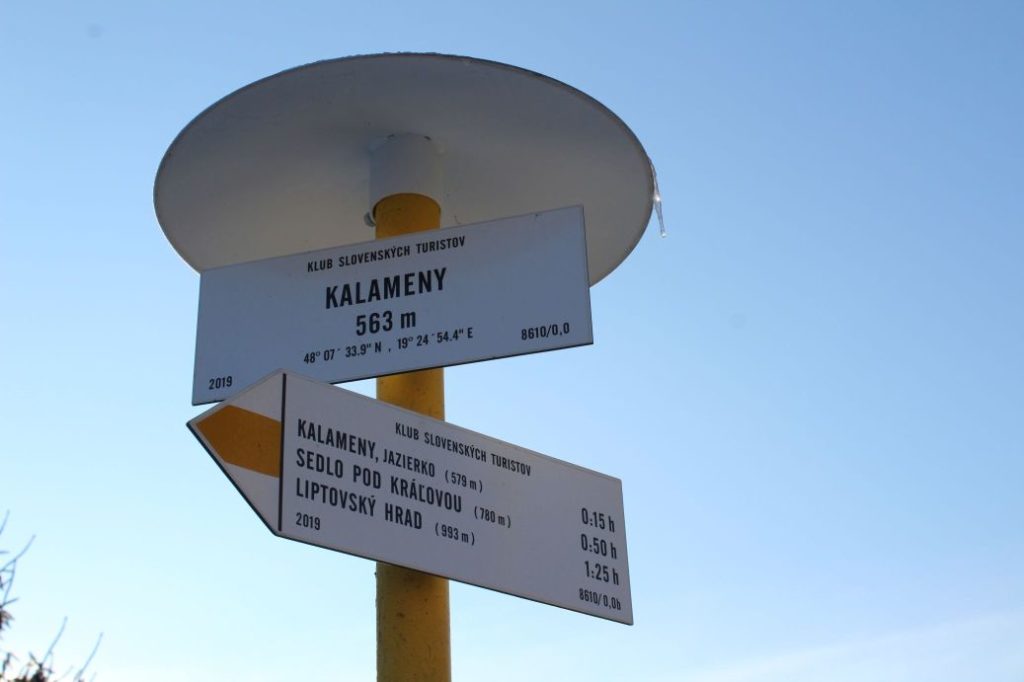 KLUB SLOVENSKÝCH TURISTOV
KALAMENY
563 m
48° 07´ 33.9" N , 19° 24´54.4" E
8610/0,0
2019
KLUB SLOVENSKÝCH TURISTOV
KALAMENY, JAZIERKO (579 m) 0:15 h
SEDLO POD KRÁĽOVOU (780 m) 0:50 h
LIPTOVSKÝ HRAD (993 m) 1:25 h
2019
8610/0,0b